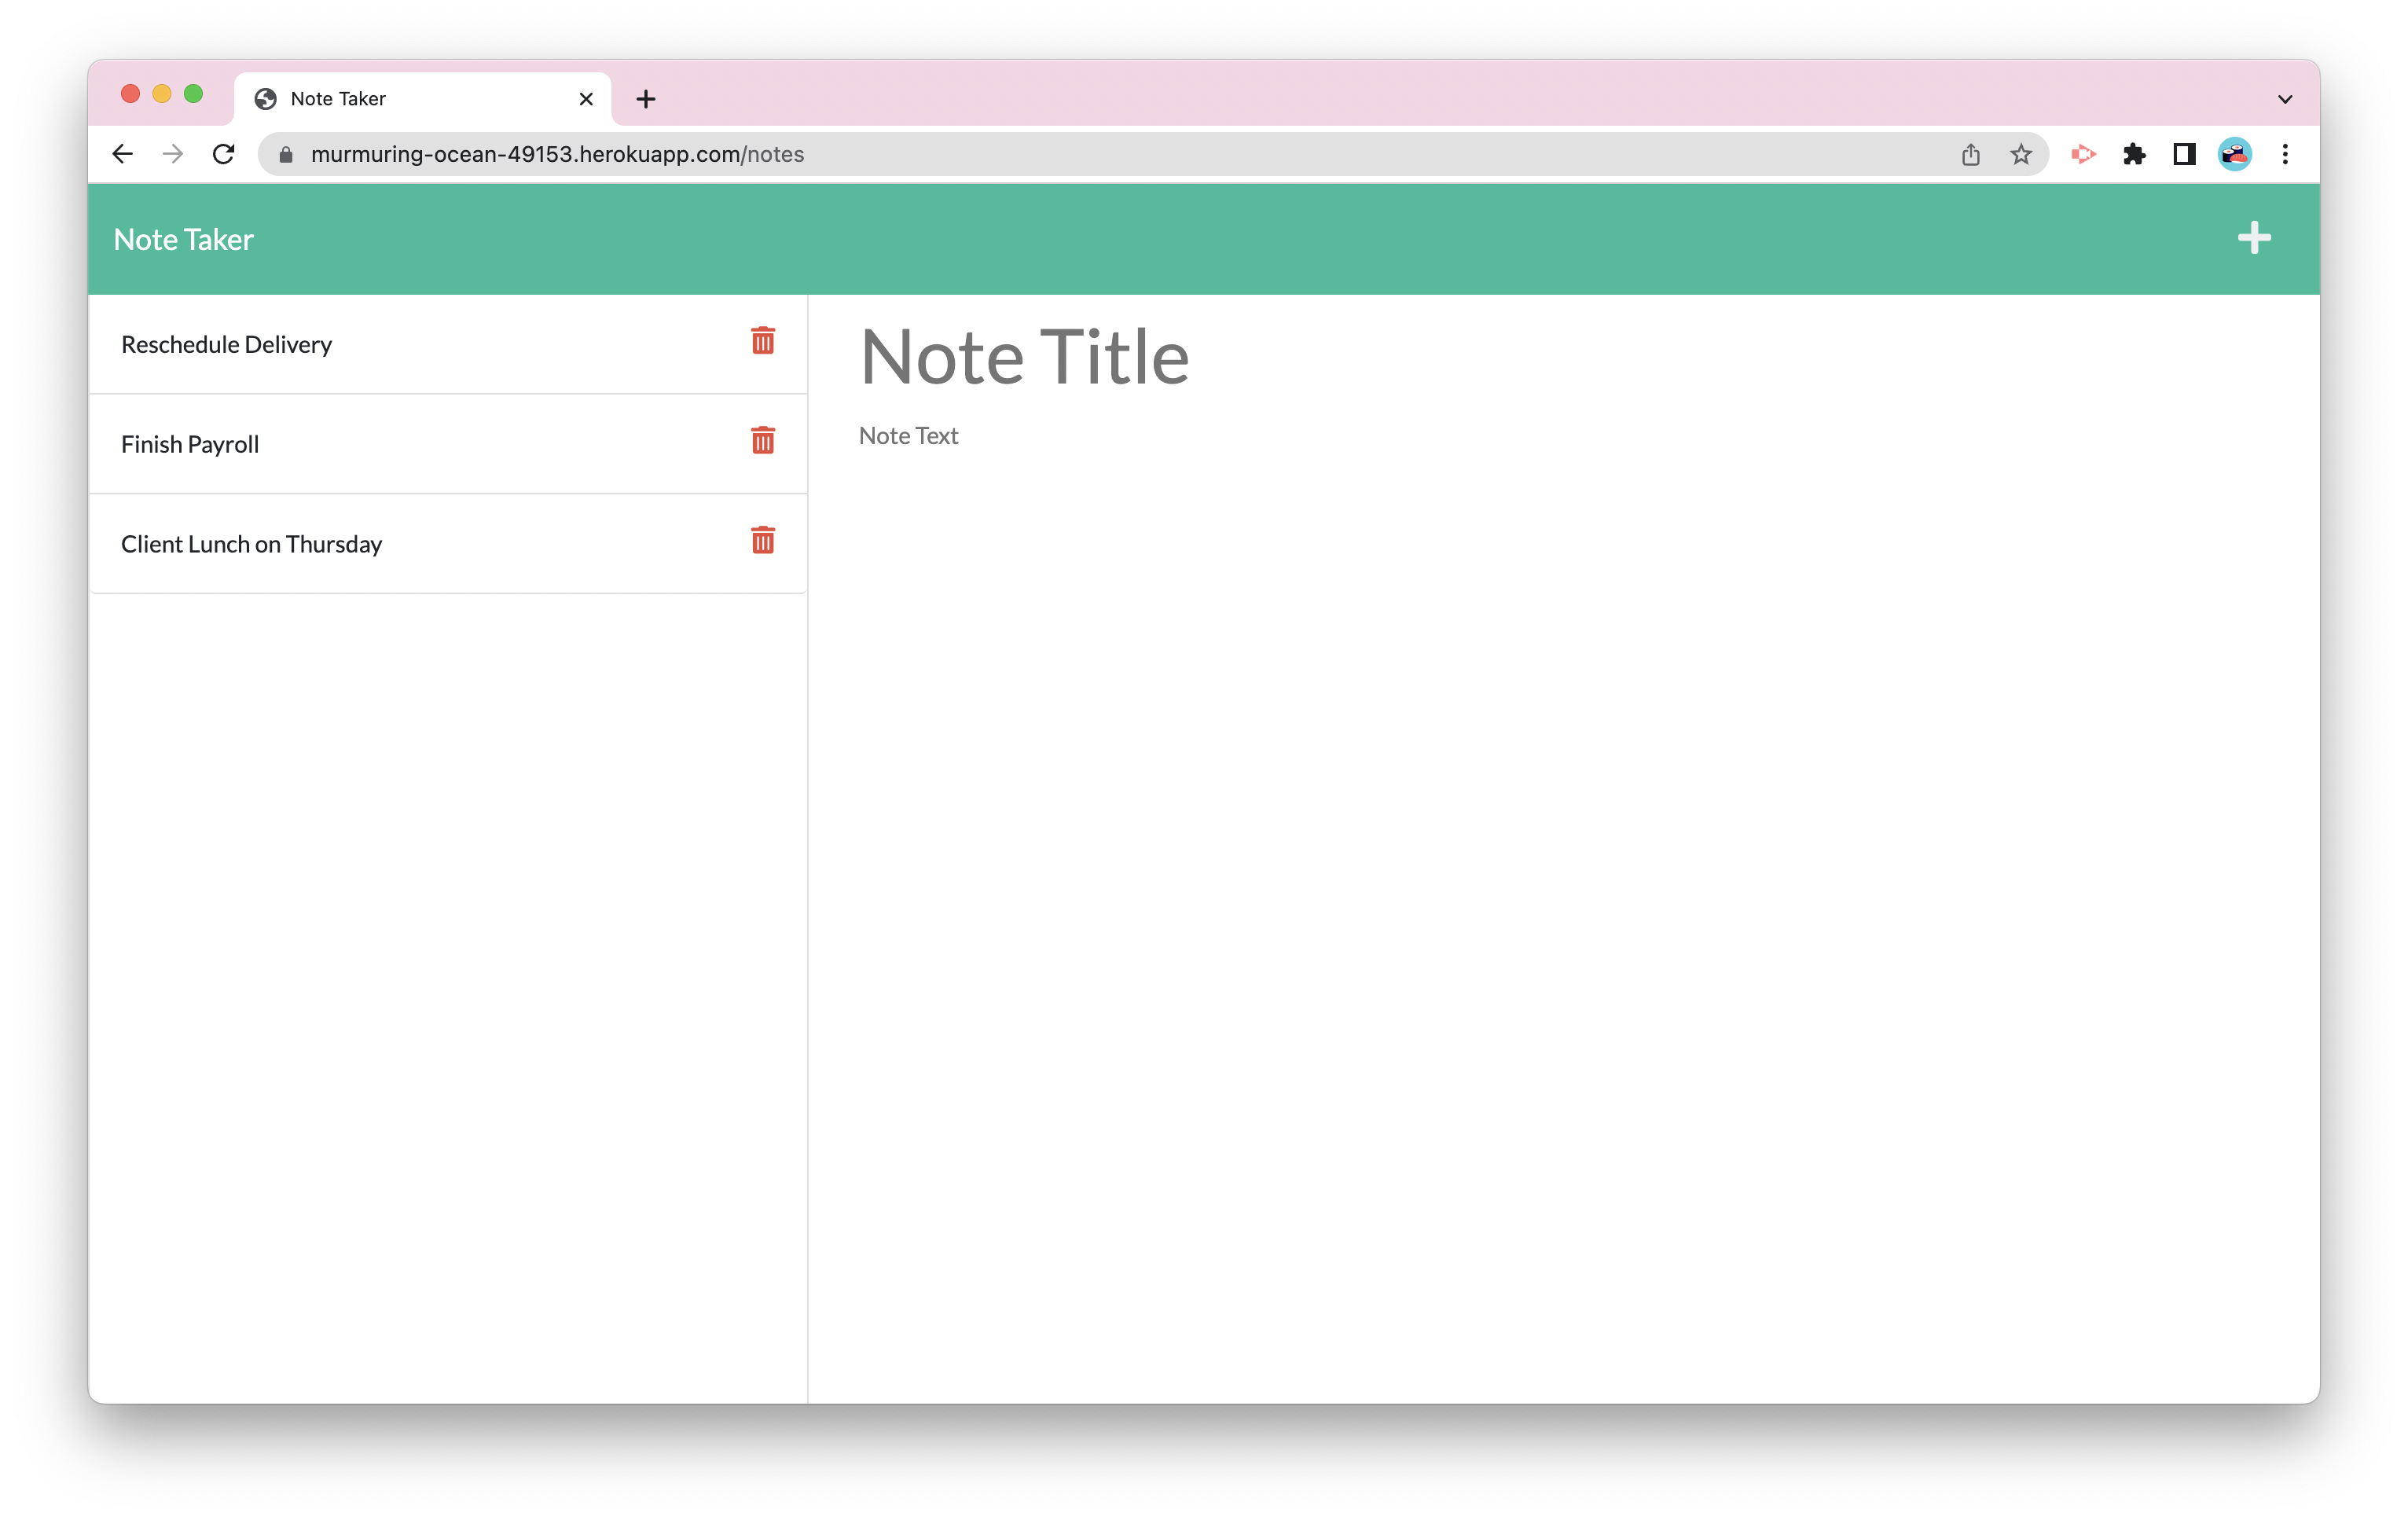 Note Taker
murmuring-ocean-49153.herokuapp.com/notes
Note Taker
Reschedule Delivery
Finish Payroll
Client Lunch on Thursday
Note Title
Note Text